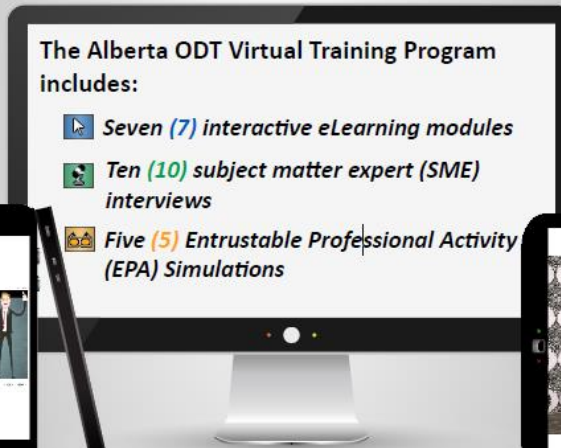 The Alberta ODT Virtual Training Program
includes:
Seven (7) interactive eLearning modules
Ten (10) subject matter expert (SME)
interviews
Five (5) Entrustable Professional Activity
(EPA) Simulations